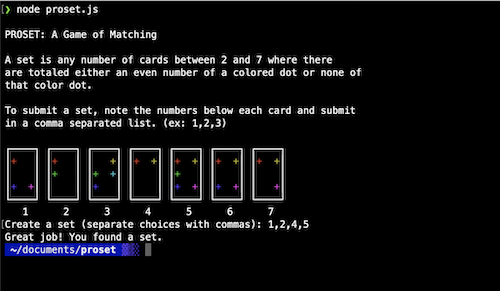 ❯ node proset.js
PROSET: A Game of Matching
A set is any number of cards between 2 and 7 where there
are totaled either an even number of a colored dot or none of
that color dot.
To submit a set, note the numbers below each card and submit
in a comma separated list. (ex: 1,2,3)
+ + + + + + + + + +
+ + + +
+ + + + + + + + +
1 2 3 4 5 6 7
Create a set (separate choices with commas): 1,2,4,5
Great job! You found a set.
~/documents/proset